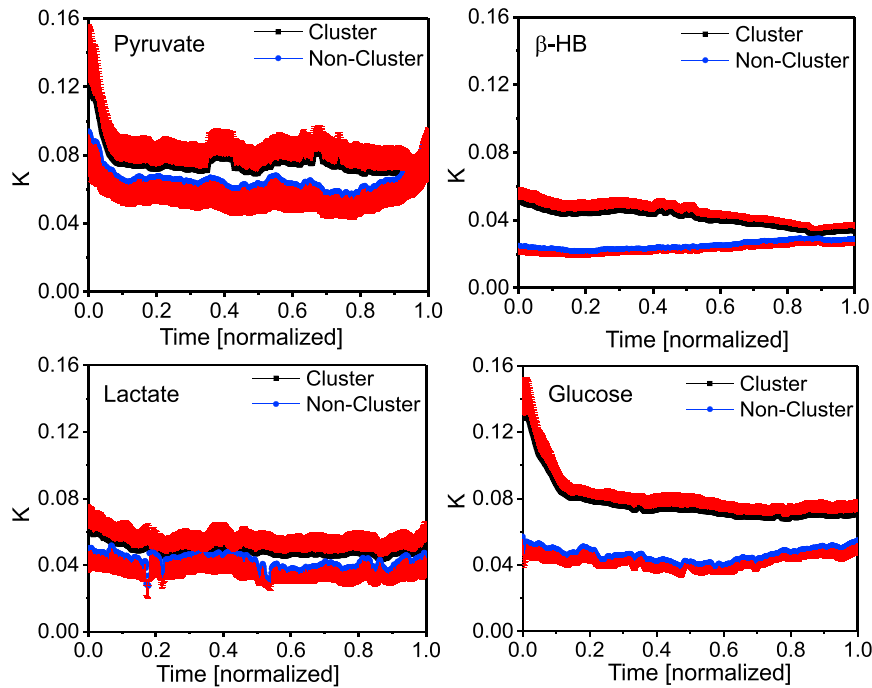 0.16
0.12
0.08
0.04
0.00
K
Pyruvate
Cluster
Non-Cluster
0.0 0.2 0.4 0.6 0.8 1.0
Time [normalized]
0.16
0.12
0.08
0.04
0.00
K
β-HB
Cluster
Non-Cluster
0.0 0.2 0.4 0.6 0.8 1.0
Time [normalized]
0.16
0.12
0.08
0.04
0.00
K
Lactate
Cluster
Non-Cluster
0.0 0.2 0.4 0.6 0.8 1.0
Time [normalized]
0.16
0.12
0.08
0.04
0.00
K
Glucose
Cluster
Non-Cluster
0.0 0.2 0.4 0.6 0.8 1.0
Time [normalized]